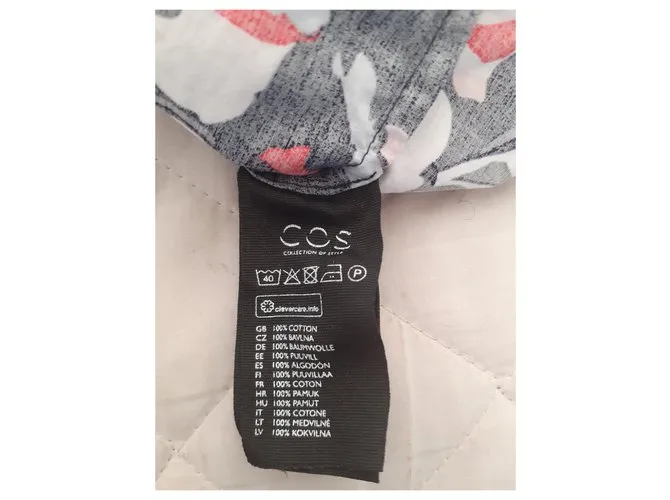 COS
COLLECTION OF STYLE
40 P
clevercare.info
GB 100% COTTON
CZ 100% BAVLNA
DE 100% BAUMWOLLE
EE 100% PUUVILL
ES 100% ALGODÓN
FI 100% PUUVILLAA
FR 100% COTON
HR 100% PAMUK
HU 100% PAMUT
IT 100% COTONE
LT 100% MEDVILNĖ
LV 100% KOKVILNA